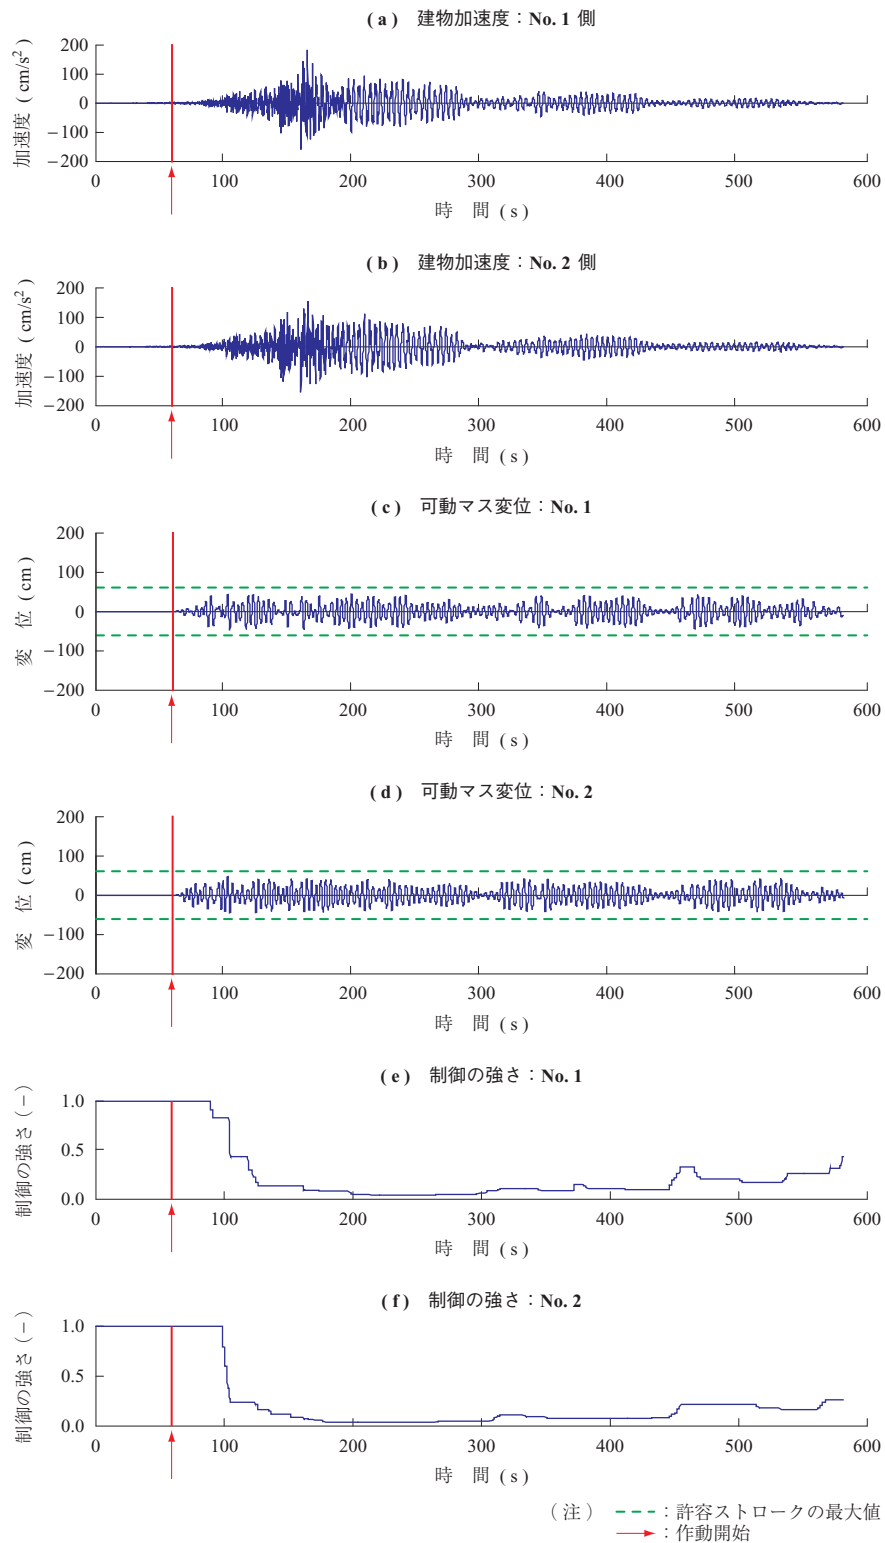 ( a ) 建物加速度：No. 1 側
加速度 ( cm/s² )
200
100
0
−100
−200
0 100 200 300 400 500 600
時 間 ( s )
( b ) 建物加速度：No. 2 側
加速度 ( cm/s² )
200
100
0
−100
−200
0 100 200 300 400 500 600
時 間 ( s )
( c ) 可動マス変位：No. 1
変 位 ( cm )
200
100
0
−100
−200
0 100 200 300 400 500 600
時 間 ( s )
( d ) 可動マス変位：No. 2
変 位 ( cm )
200
100
0
−100
−200
0 100 200 300 400 500 600
時 間 ( s )
( e ) 制御の強さ：No. 1
制御の強さ ( − )
1.0
0.5
0.0
0 100 200 300 400 500 600
時 間 ( s )
( f ) 制御の強さ：No. 2
制御の強さ ( − )
1.0
0.5
0.0
0 100 200 300 400 500 600
時 間 ( s )
( 注 ) ：許容ストロークの最大値
：作動開始